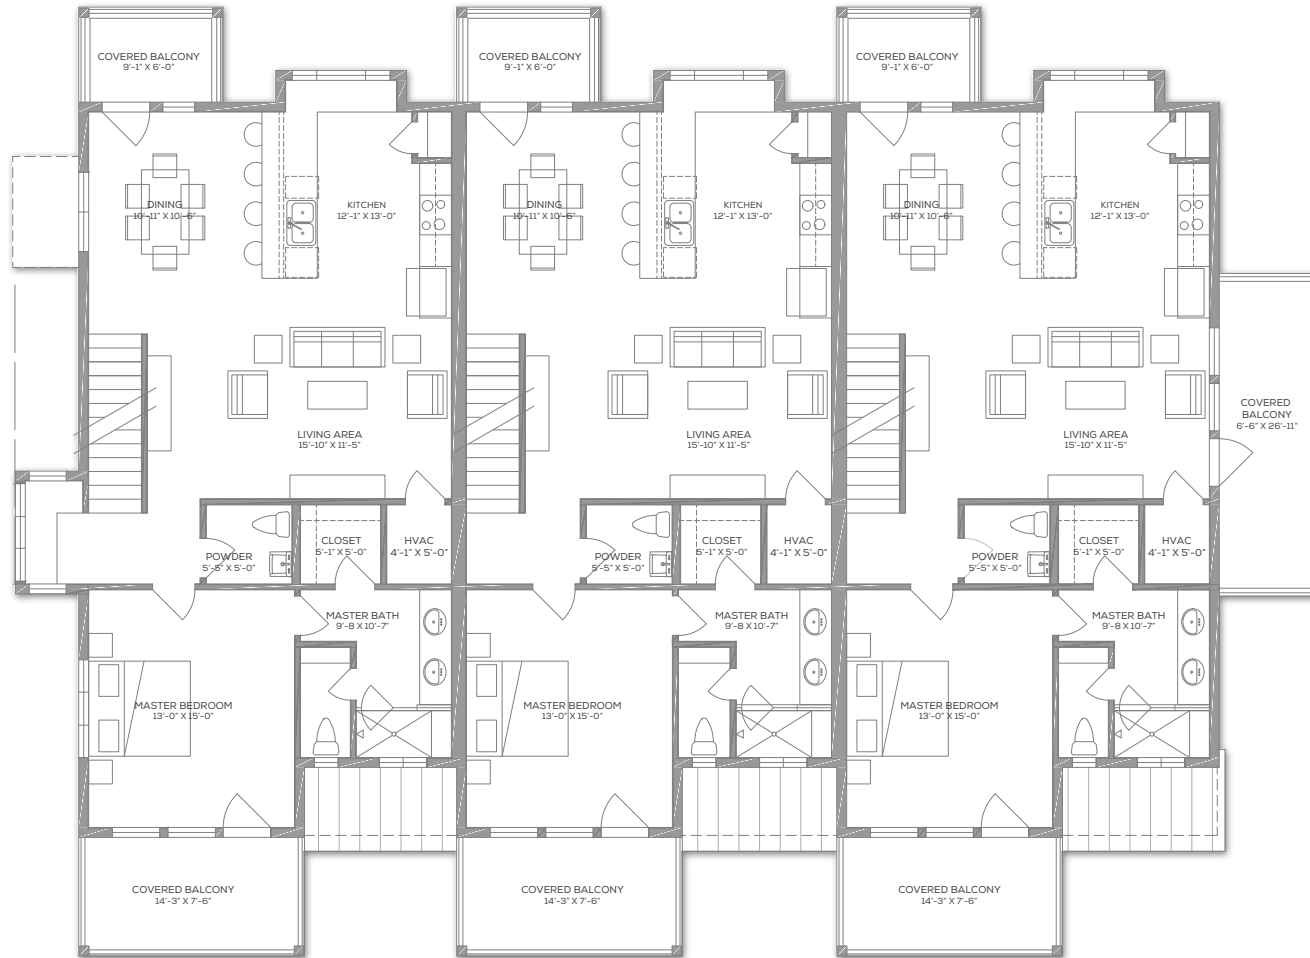 COVERED BALCONY
9'-1" X 6'-0"
COVERED BALCONY
9'-1" X 6'-0"
COVERED BALCONY
9'-1" X 6'-0"
DINING
10'-11" X 10'-6"
KITCHEN
12'-1" X 13'-0"
DINING
10'-11" X 10'-6"
KITCHEN
12'-1" X 13'-0"
DINING
10'-11" X 10'-6"
KITCHEN
12'-1" X 13'-0"
LIVING AREA
15'-10" X 11'-5"
LIVING AREA
15'-10" X 11'-5"
LIVING AREA
15'-10" X 11'-5"
COVERED
BALCONY
6'-6" X 26'-11"
POWDER
5'-5" X 5'-0"
CLOSET
5'-1" X 5'-0"
HVAC
4'-1" X 5'-0"
POWDER
5'-5" X 5'-0"
CLOSET
5'-1" X 5'-0"
HVAC
4'-1" X 5'-0"
POWDER
5'-5" X 5'-0"
CLOSET
5'-1" X 5'-0"
HVAC
4'-1" X 5'-0"
MASTER BATH
9'-8 X 10'-7"
MASTER BATH
9'-8 X 10'-7"
MASTER BATH
9'-8 X 10'-7"
MASTER BEDROOM
13'-0" X 15'-0"
MASTER BEDROOM
13'-0" X 15'-0"
MASTER BEDROOM
13'-0" X 15'-0"
COVERED BALCONY
14'-3" X 7'-6"
COVERED BALCONY
14'-3" X 7'-6"
COVERED BALCONY
14'-3" X 7'-6"